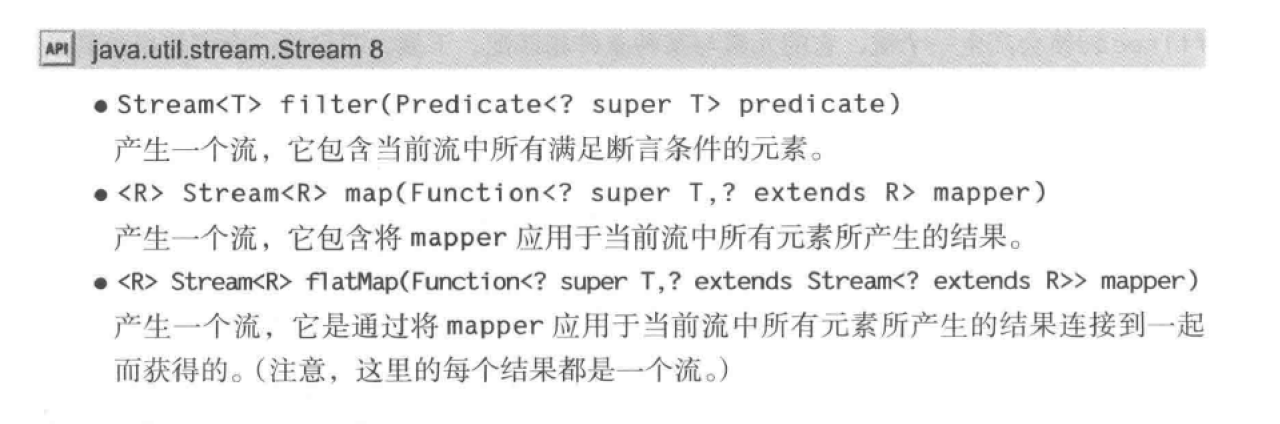 API java.util.stream.Stream 8
● Stream<T> filter(Predicate<? super T> predicate)
产生一个流，它包含当前流中所有满足断言条件的元素。
● <R> Stream<R> map(Function<? super T,? extends R> mapper)
产生一个流，它包含将 mapper 应用于当前流中所有元素所产生的结果。
● <R> Stream<R> flatMap(Function<? super T,? extends Stream<? extends R>> mapper)
产生一个流，它是通过将 mapper 应用于当前流中所有元素所产生的结果连接到一起
而获得的。（注意，这里的每个结果都是一个流。）